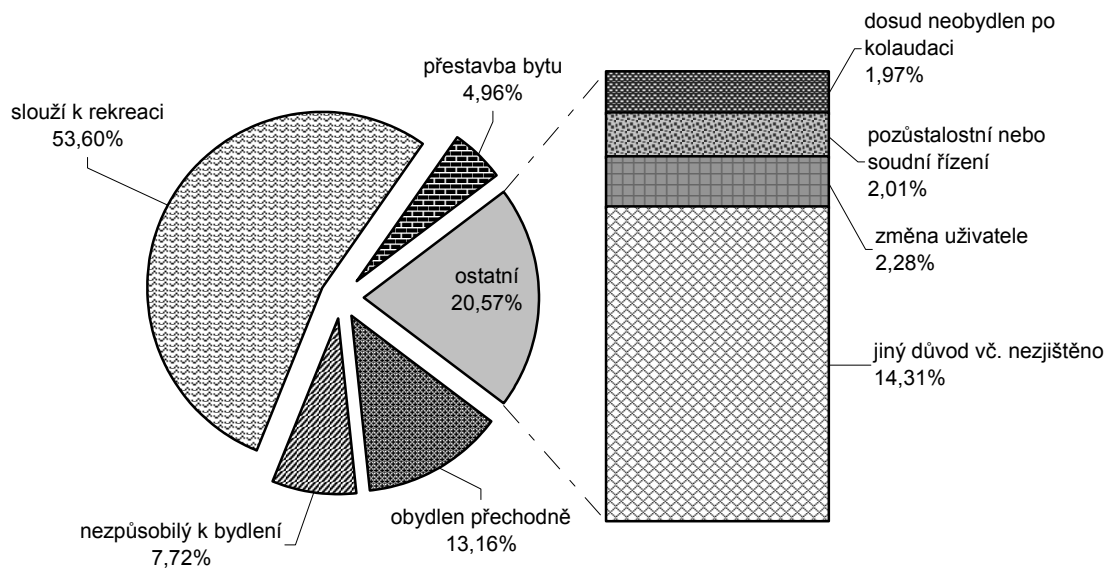 slouží k rekreaci
53,60%
přestavba bytu
4,96%
ostatní
20,57%
obydlen přechodně
13,16%
nezpůsobilý k bydlení
7,72%
dosud neobydlen po
kolaudaci
1,97%
pozůstalostní nebo
soudní řízení
2,01%
změna uživatele
2,28%
jiný důvod vč. nezjištěno
14,31%